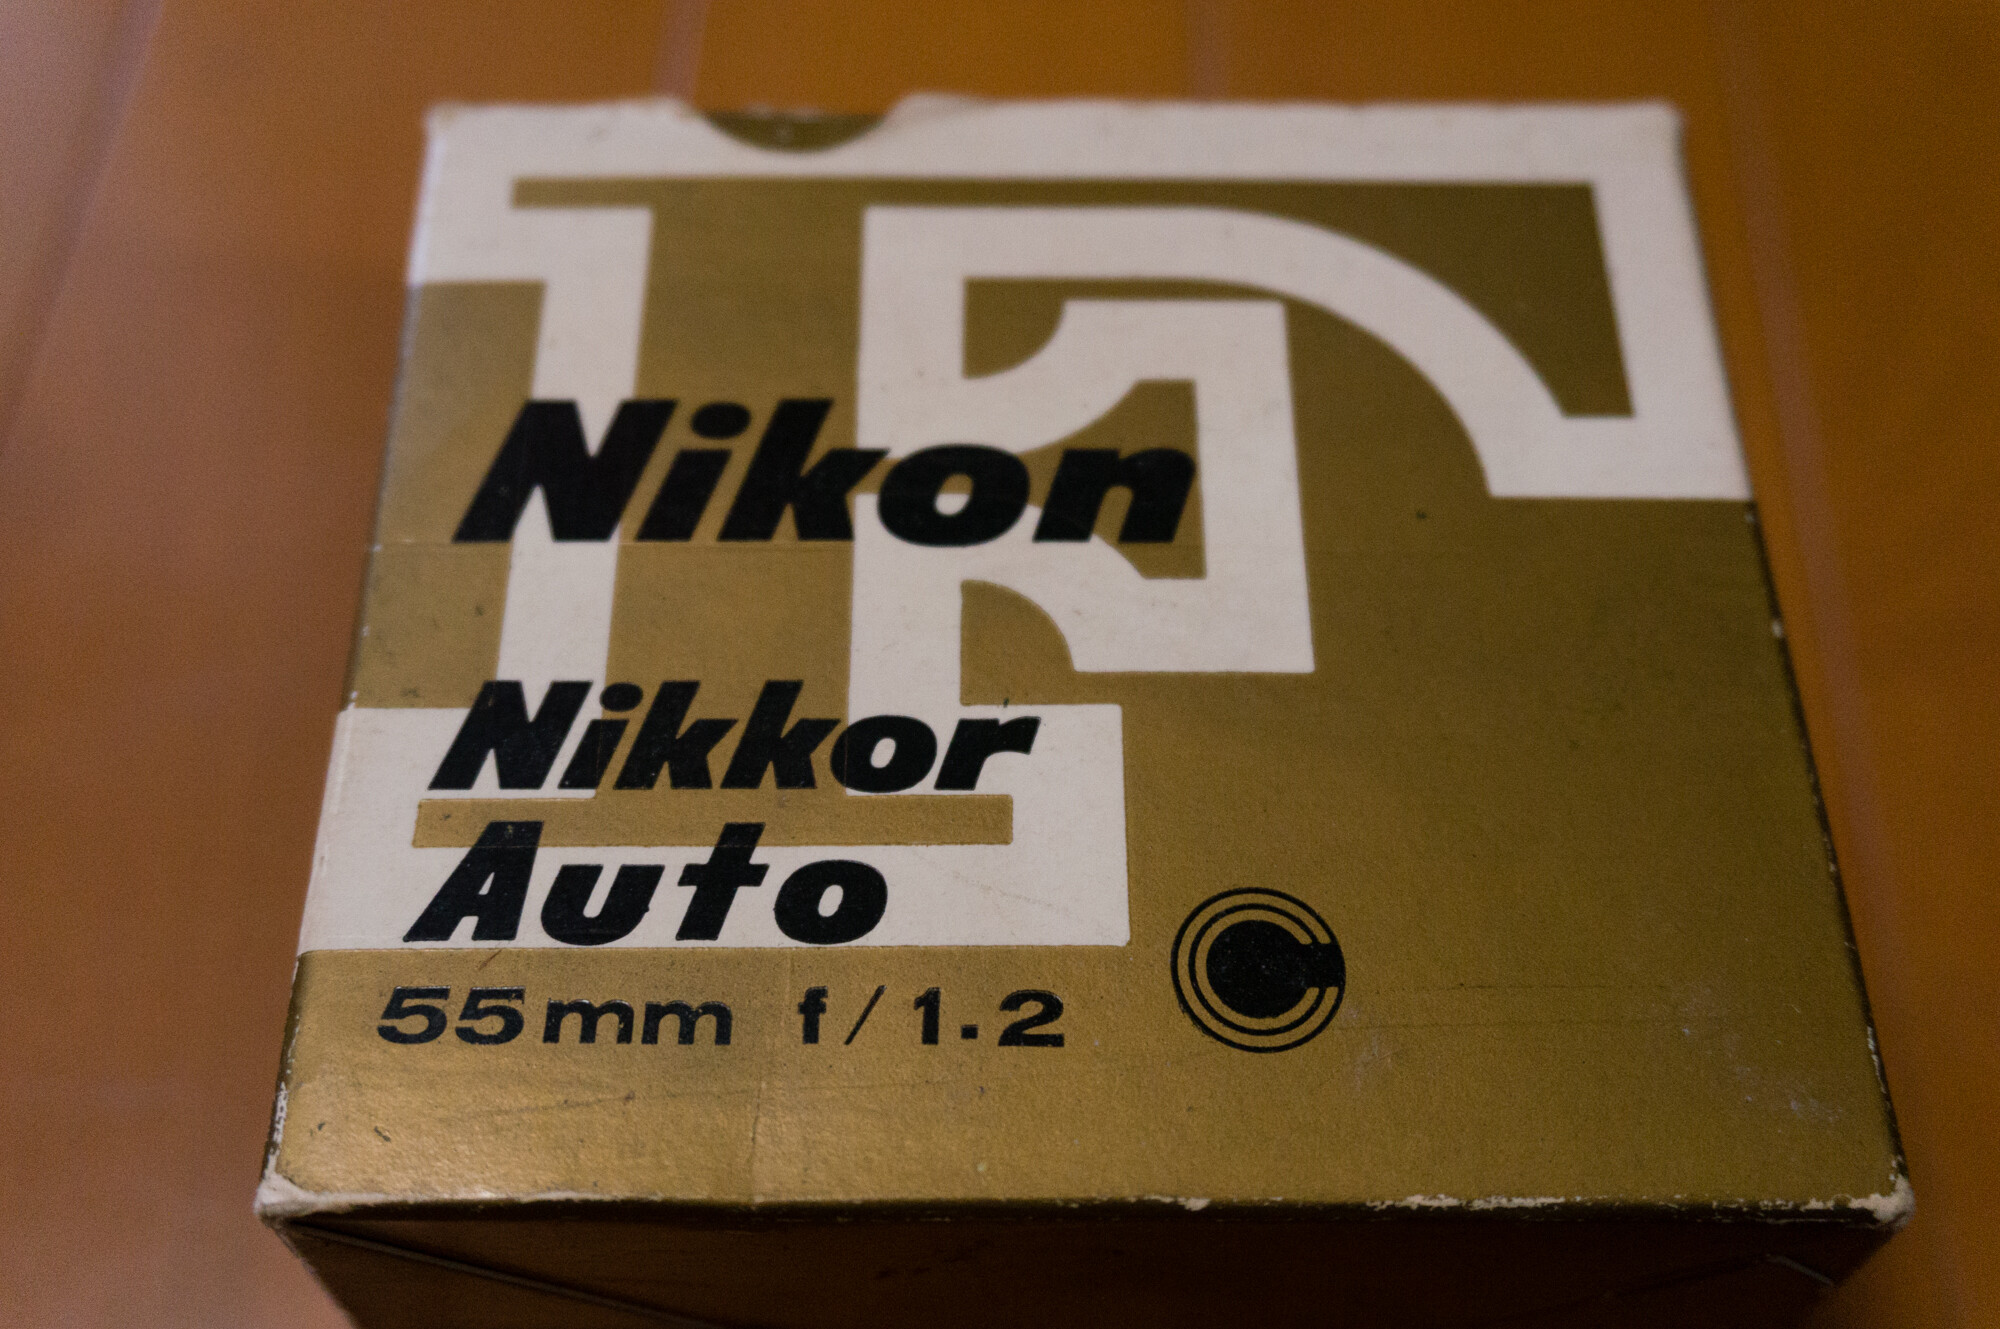 F
Nikon
Nikkor
Auto
55mm f/1.2
C